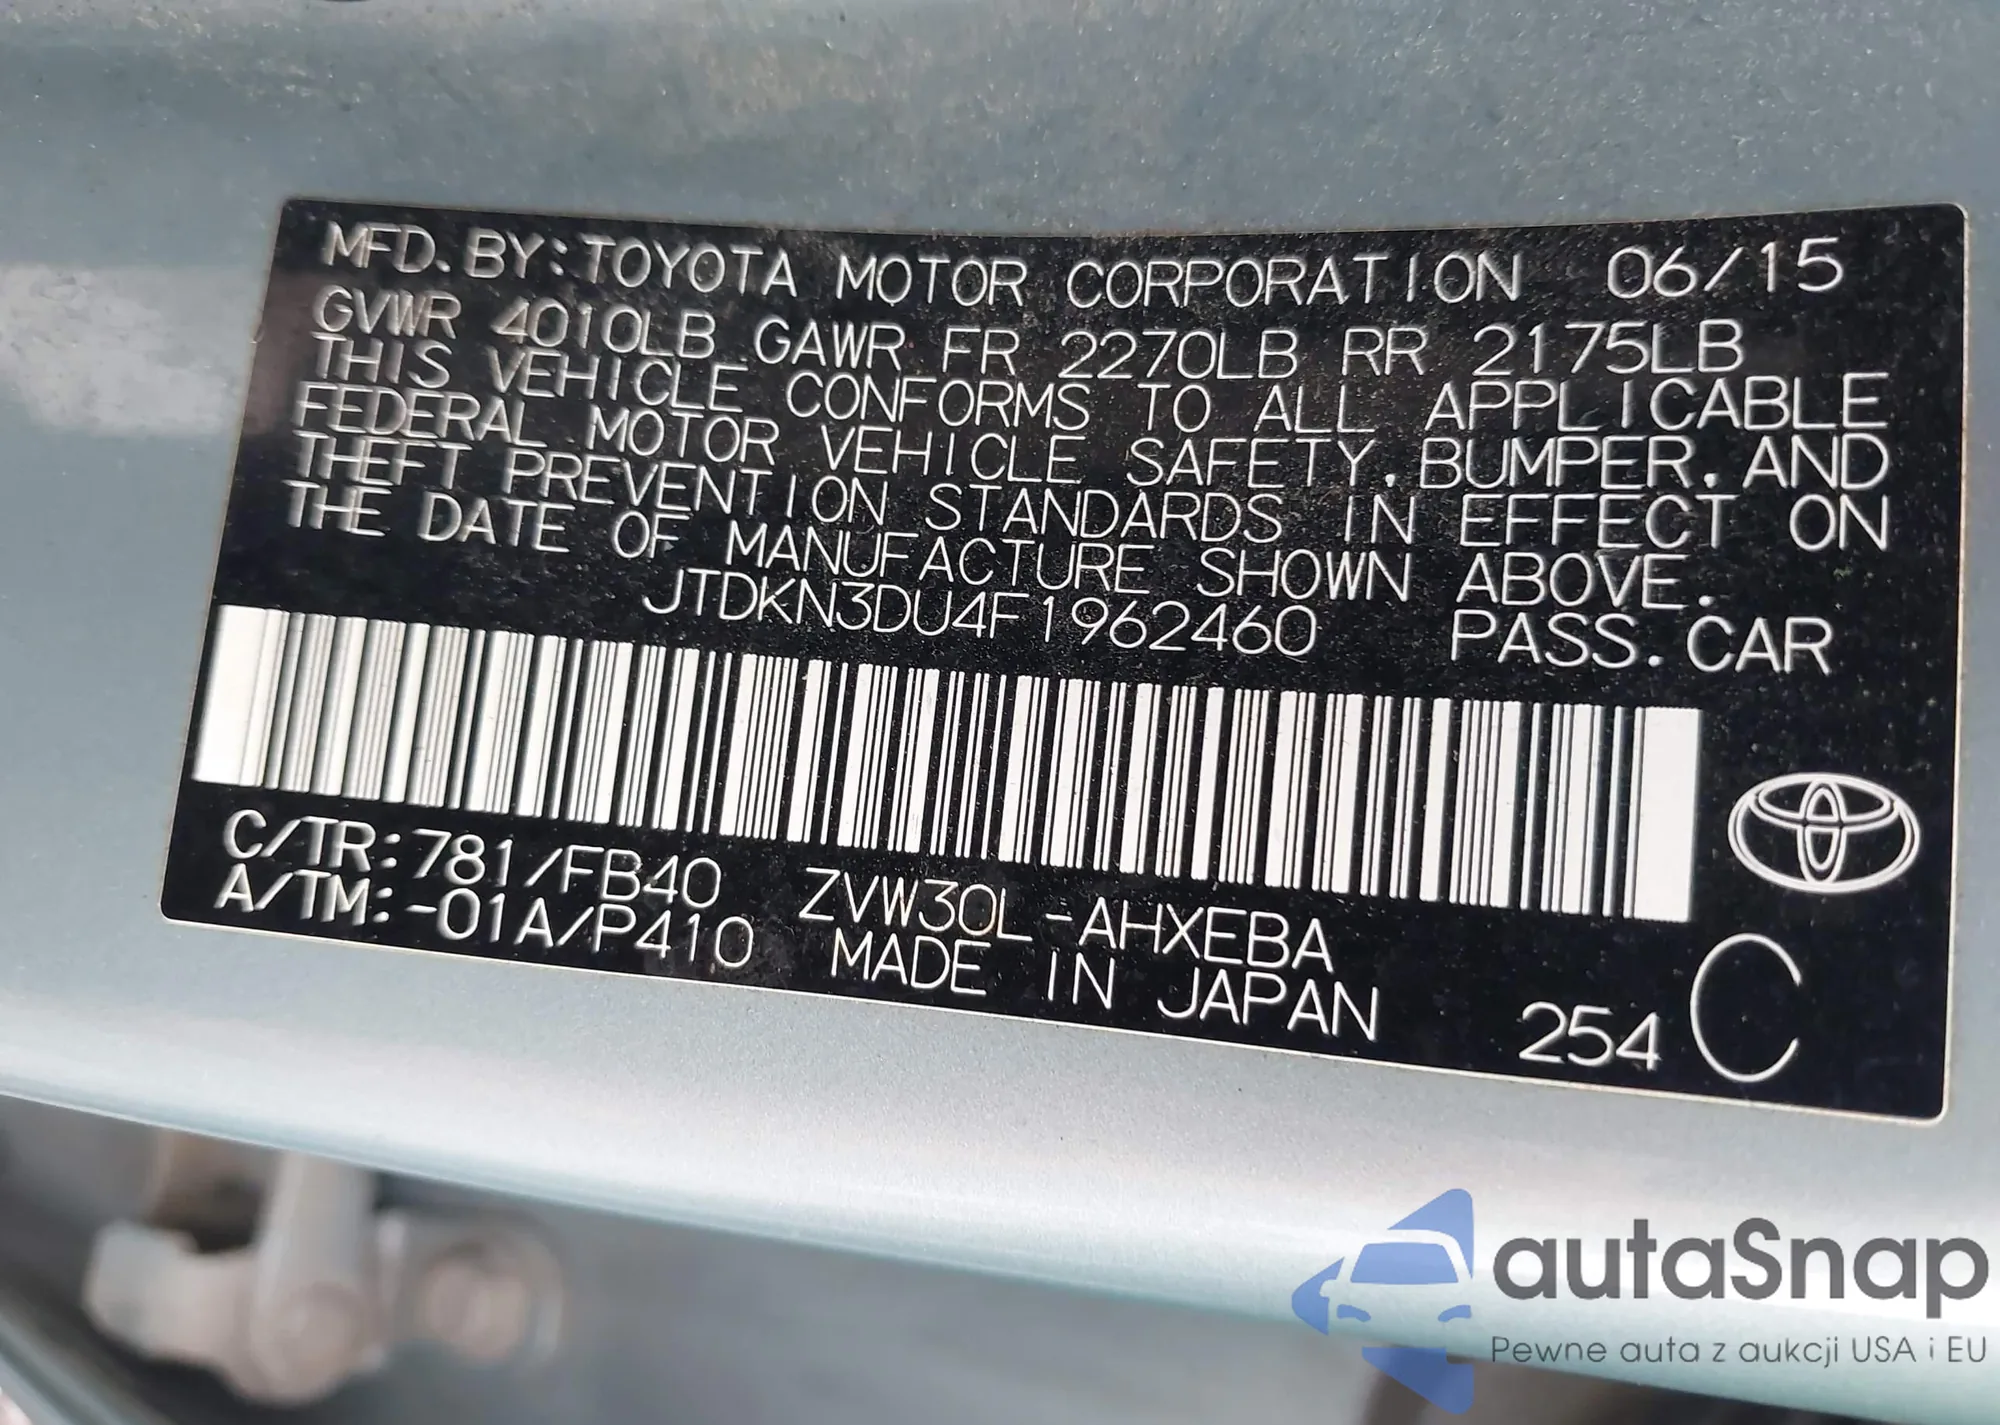 MFD. BY: TOYOTA MOTOR CORPORATION 06/15
GVWR 4010LB GAWR FR 2270LB RR 2175LB
THIS VEHICLE CONFORMS TO ALL APPLICABLE
FEDERAL MOTOR VEHICLE SAFETY, BUMPER, AND
THEFT PREVENTION STANDARDS IN EFFECT ON
THE DATE OF MANUFACTURE SHOWN ABOVE.
JTDKN3DU4F1962460 PASS. CAR
C/TR: 781/FB40 ZVW30L-AHXEBA
A/TM: -01A/P410 MADE IN JAPAN 254 C
autaSnap
Pewne auta z aukcji USA i EU